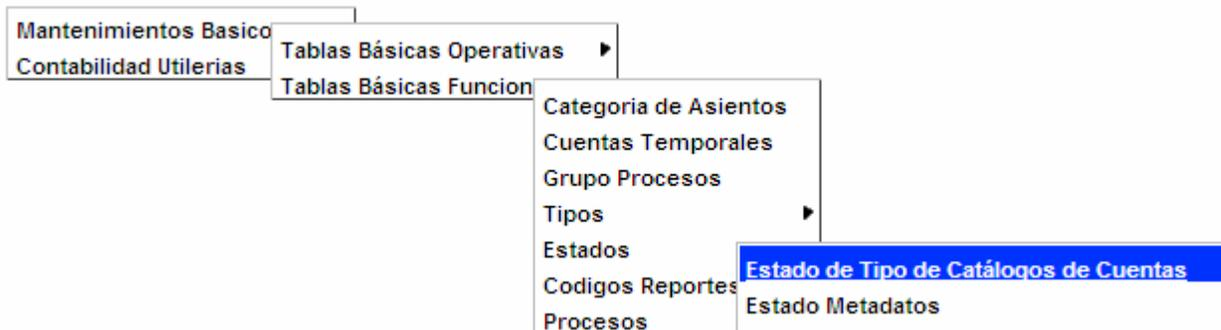 Mantenimientos Basico
Contabilidad Utilerias
Tablas Básicas Operativas
Tablas Básicas Funcion
Categoria de Asientos
Cuentas Temporales
Grupo Procesos
Tipos
Estados
Codigos Reportes
Procesos
Estado de Tipo de Catálogos de Cuentas
Estado Metadatos